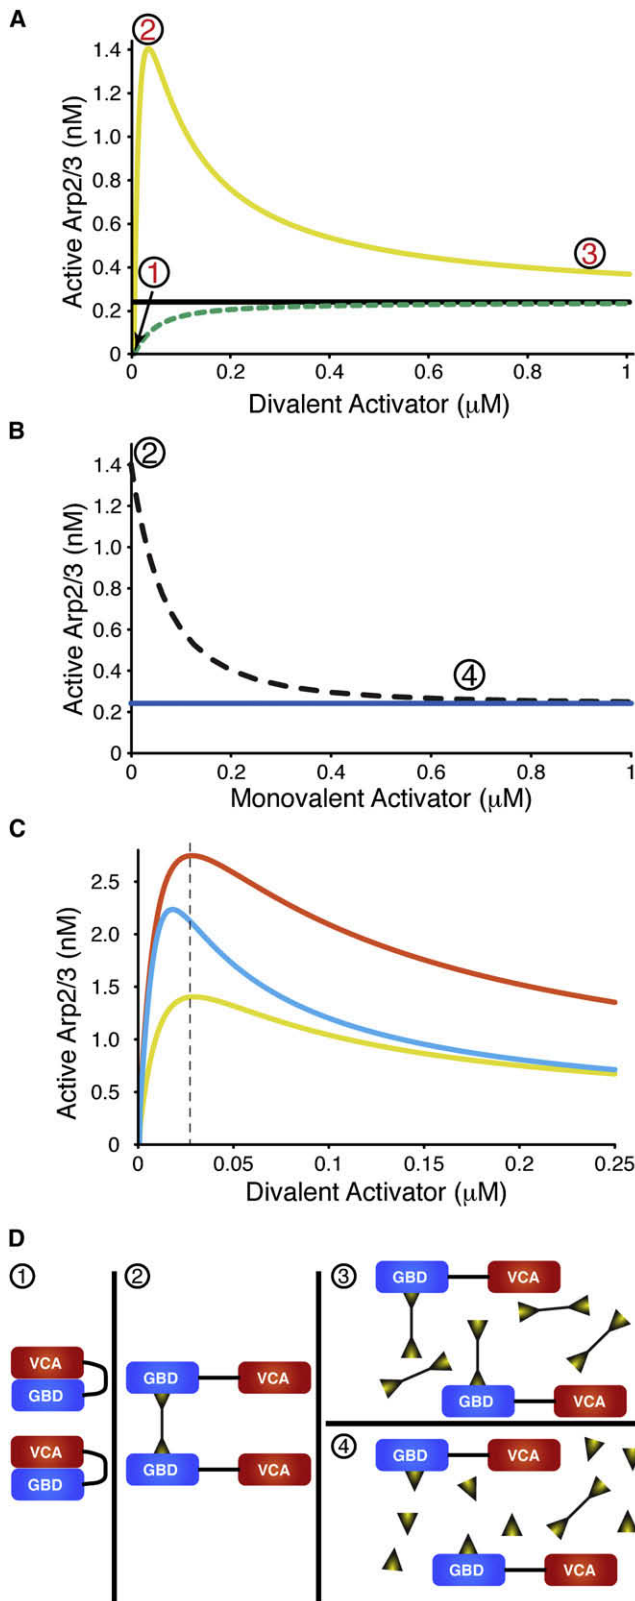 A
②
1.4
1.2
1.0
0.8
0.6
0.4
0.2
0
Active Arp2/3 (nM)
①
③
0 0.2 0.4 0.6 0.8 1
Divalent Activator (μM)
B
②
1.4
1.2
1.0
0.8
0.6
0.4
0.2
0
Active Arp2/3 (nM)
④
0 0.2 0.4 0.6 0.8 1
Monovalent Activator (μM)
C
2.5
2.0
1.5
1.0
0.5
0
Active Arp2/3 (nM)
0 0.05 0.1 0.15 0.2 0.25
Divalent Activator (μM)
D
①
VCA
GBD
VCA
GBD
②
GBD VCA
GBD VCA
③
GBD VCA
GBD VCA
④
GBD VCA
GBD VCA